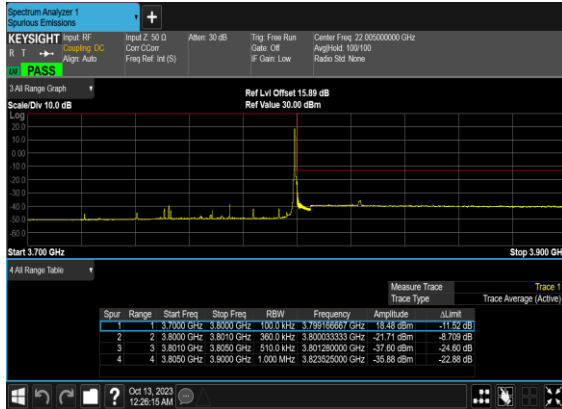 Spectrum Analyzer 1
Spurious Emissions
+
KEYSIGHT Input: RF Input Z: 50 Ω Atten: 30 dB Trig: Free Run Center Freq: 22.005000000 GHz
R T Coupling: DC Corr CCorr Gate: Off Avg|Hold: 100/100
Align: Auto Freq Ref: Int (S) IF Gain: Low Radio Std: None
PASS
3 All Range Graph
Ref Lvl Offset 15.89 dB
Scale/Div 10.0 dB Ref Value 30.00 dBm
Log
20.0
10.0
0.00
-10.0
-20.0
-30.0
-40.0
-50.0
-60.0
Start 3.700 GHz Stop 3.900 GH
4 All Range Table
Measure Trace Trace 1
Trace Type Trace Average (Active)
Spur Range Start Freq Stop Freq RBW Frequency Amplitude ΔLimit
1 1 3.7000 GHz 3.8000 GHz 100.0 kHz 3.799166667 GHz 18.48 dBm -11.52 dB
2 2 3.8000 GHz 3.8010 GHz 360.0 kHz 3.800033333 GHz -21.71 dBm -8.709 dB
3 3 3.8010 GHz 3.8050 GHz 510.0 kHz 3.801280000 GHz -37.60 dBm -24.60 dB
4 4 3.8050 GHz 3.9000 GHz 1.000 MHz 3.823525000 GHz -35.88 dBm -22.88 dB
? Oct 13, 2023
12:26:15 AM